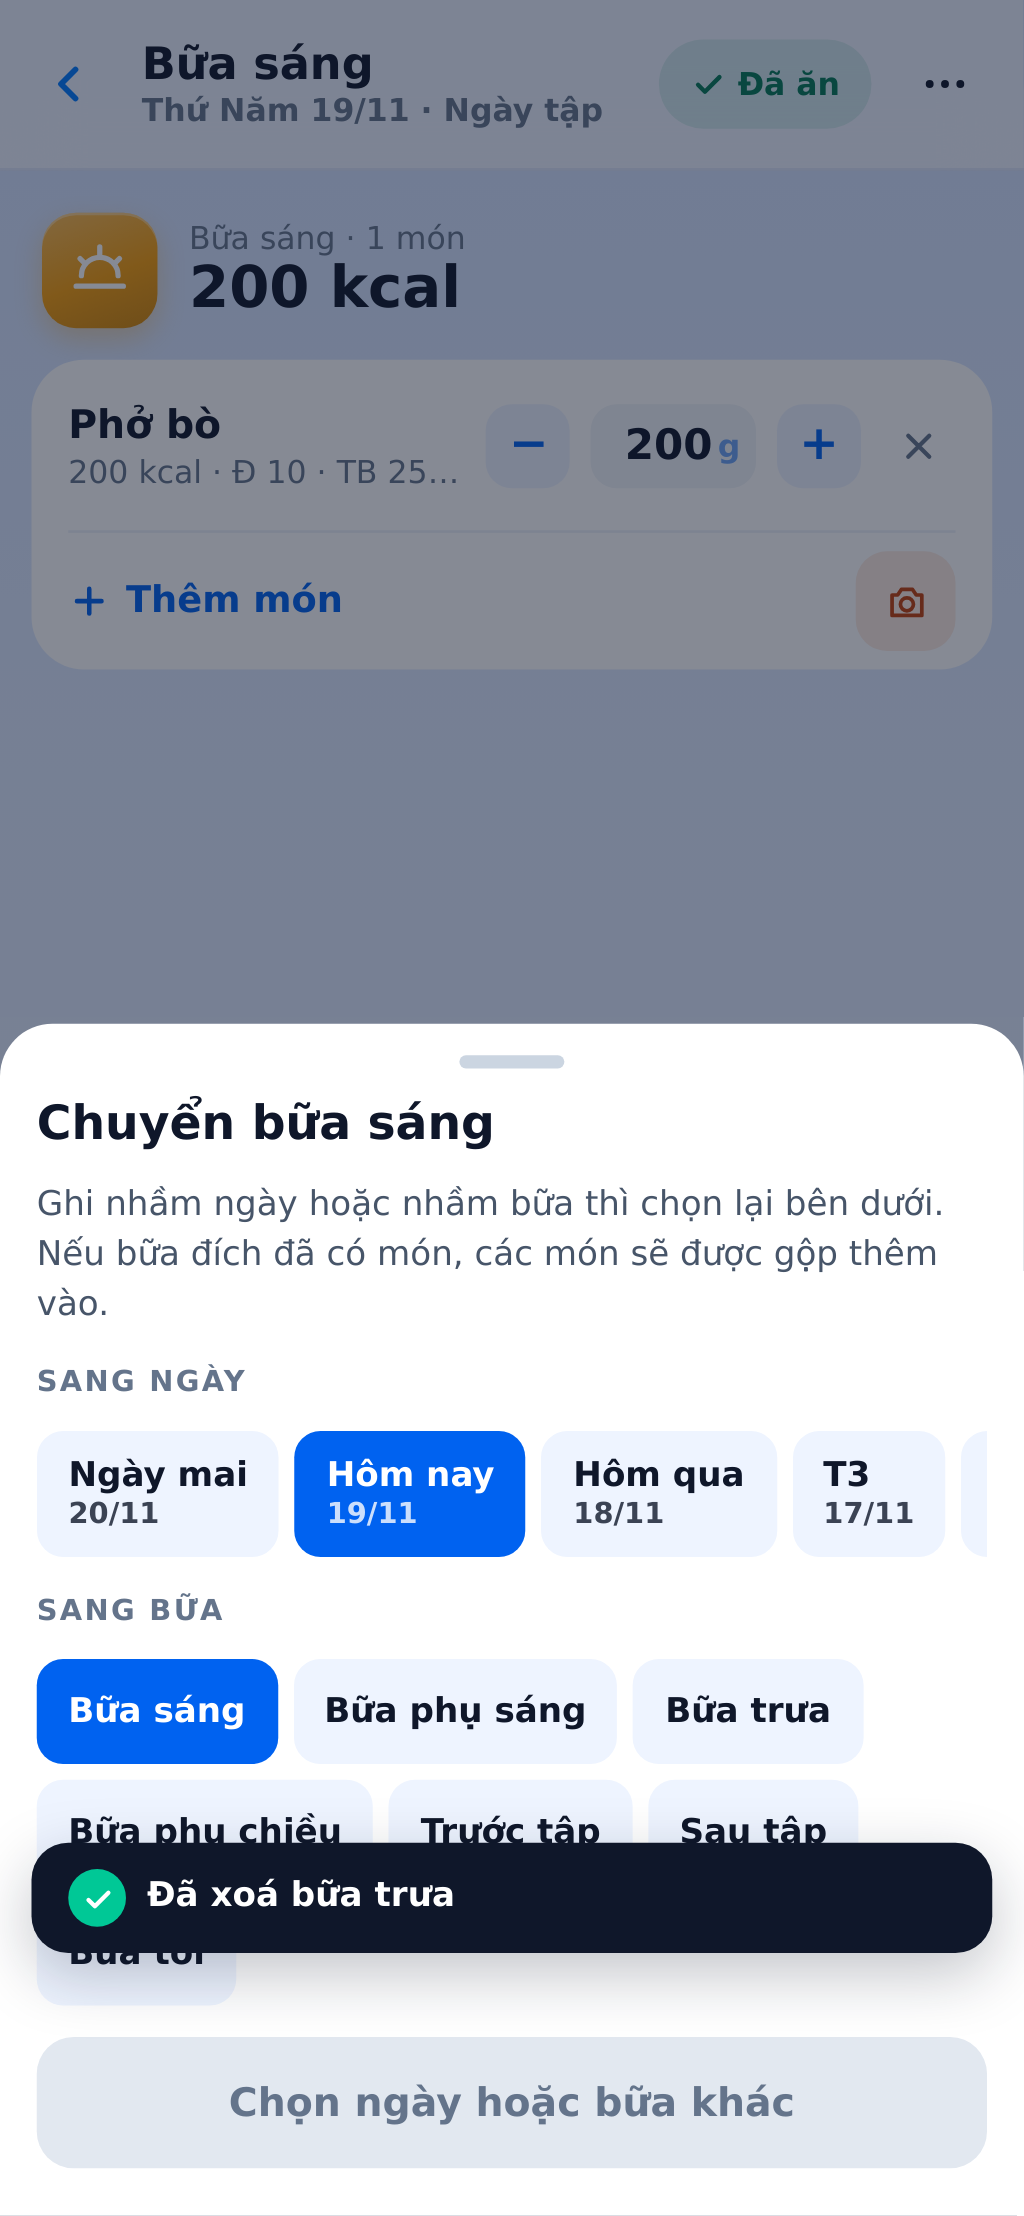 Bữa sáng
Thứ Năm 19/11 · Ngày tập
Đã ăn
Bữa sáng · 1 món
200 kcal
Phở bò
200 kcal · Đ 10 · TB 25...
200 g
Thêm món
Chuyển bữa sáng
Ghi nhầm ngày hoặc nhầm bữa thì chọn lại bên dưới.
Nếu bữa đích đã có món, các món sẽ được gộp thêm
vào.
SANG NGÀY
Ngày mai
20/11
Hôm nay
19/11
Hôm qua
18/11
T3
17/11
SANG BỮA
Bữa sáng
Bữa phụ sáng
Bữa trưa
Bữa phụ chiều
Trước tập
Sau tập
Đã xoá bữa trưa
Bữa tối
Chọn ngày hoặc bữa khác